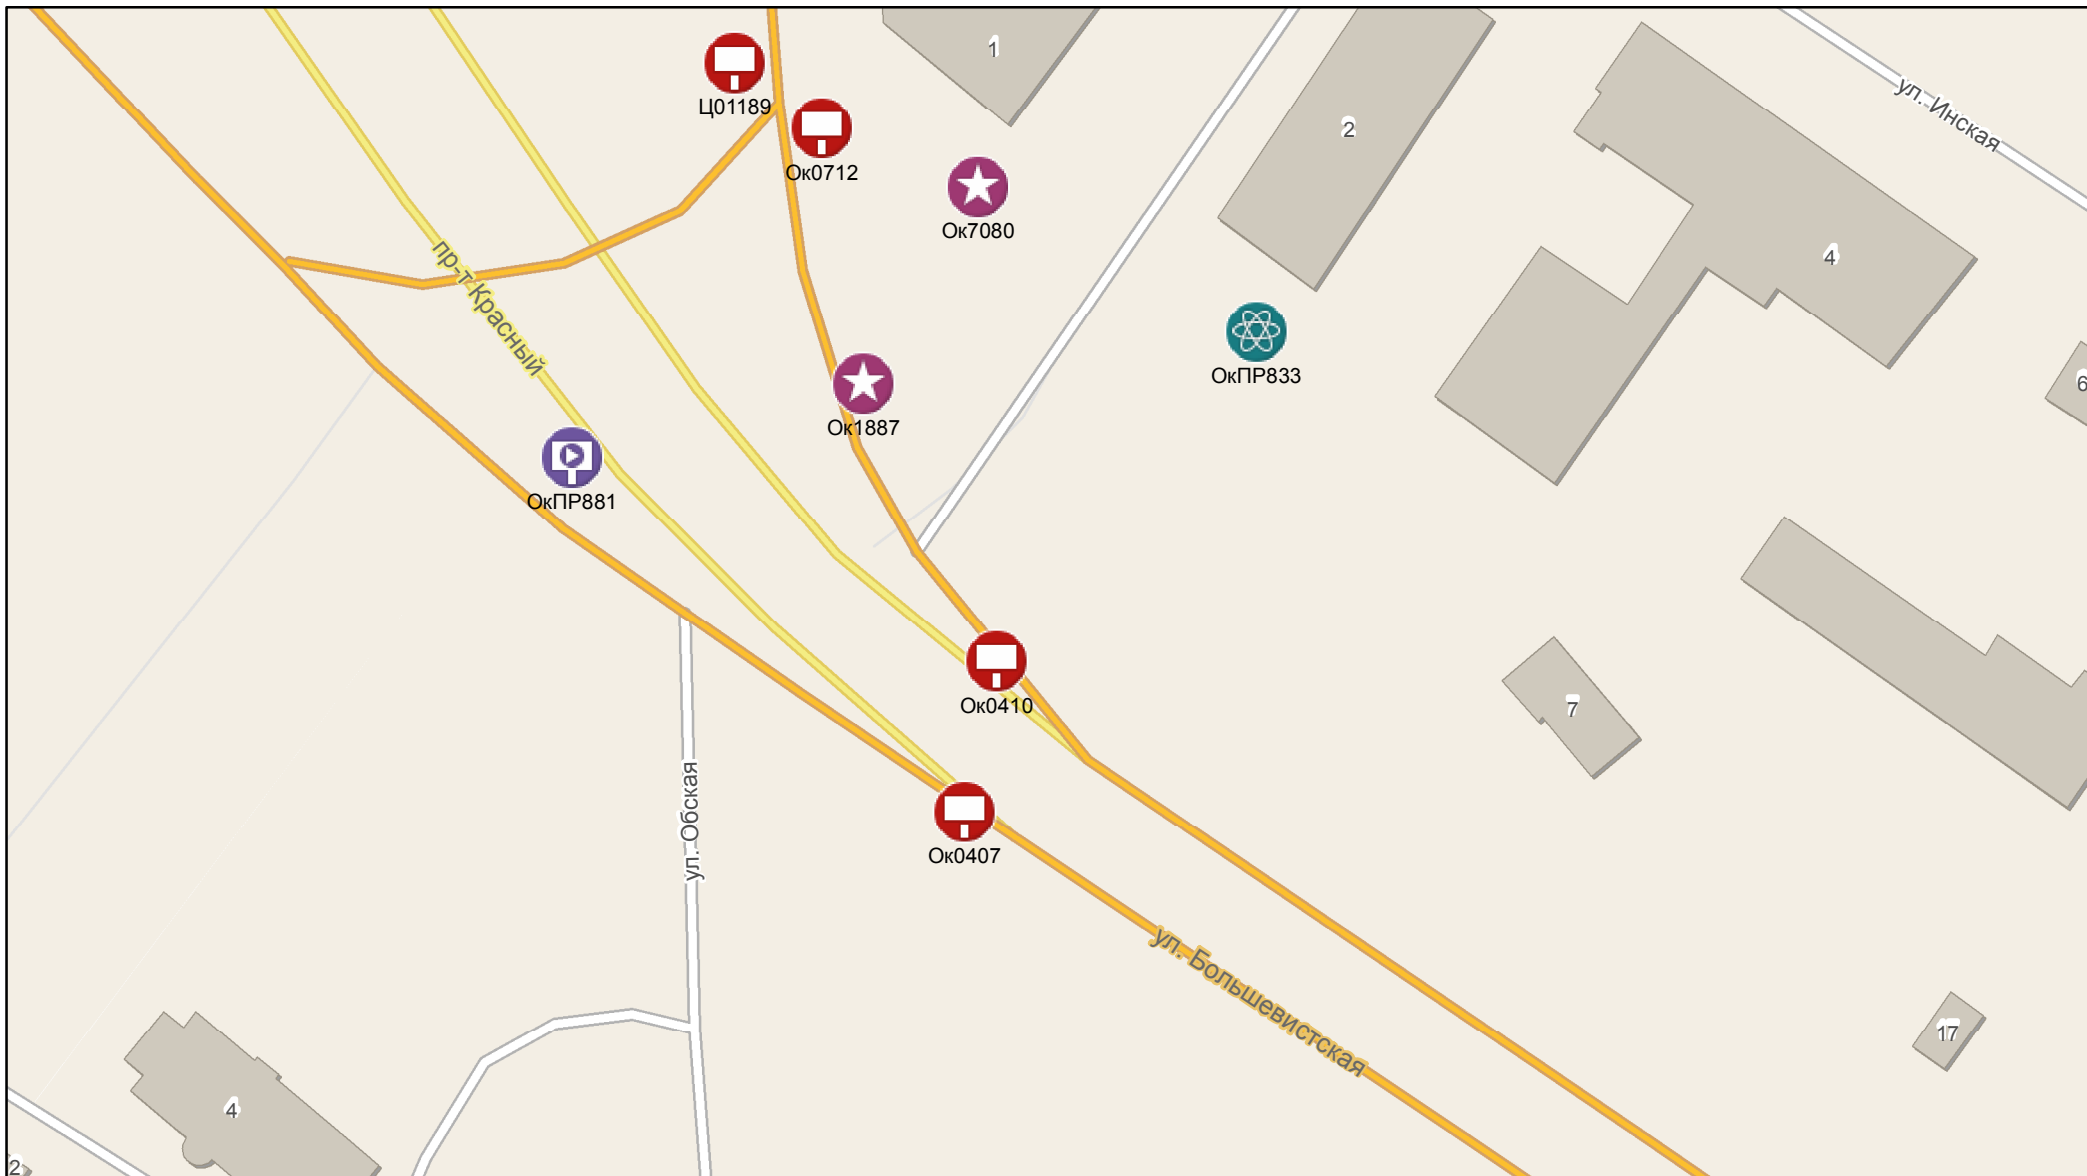 1
Ц01189
ул. Инская
2
Ок0712
Ок7080
4
пр-т Красный
ОкПР833
6
Ок1887
ОкПР881
Ок0410
7
ул. Обская
Ок0407
ул. Большевистская
17
4
2